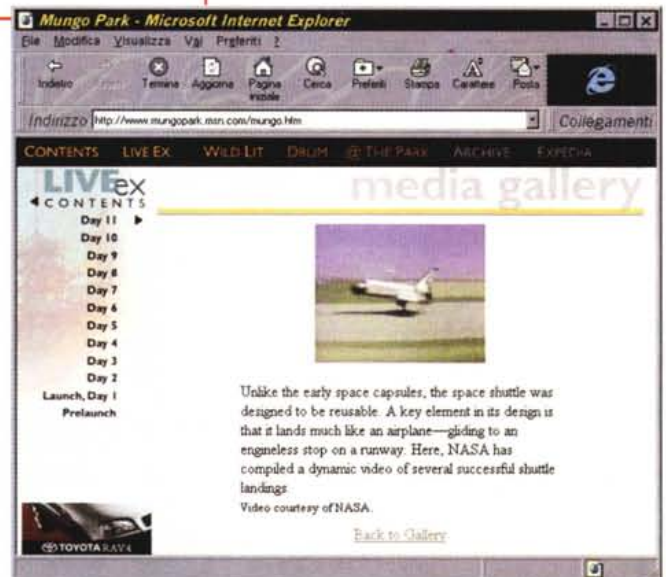 Mungo Park - Microsoft Internet Explorer
File Modifica Visualizza Vai Preferiti ?
Indietro Termina Aggiorna Pagina iniziale Cerca Preferiti Stampa Carattere Posta
Indirizzo http://www.mungopark.msn.com/mungo.htm Collegamenti
CONTENTS LIVE EX WILD LIT DRUM @ THE PARK ARCHIVE EXPEDIA
LIVE ex media gallery
CONTENTS
Day 11
Day 10
Day 9
Day 8
Day 7
Day 6
Day 5
Day 4
Day 3
Day 2
Launch, Day 1
Prelaunch
Unlike the early space capsules, the space shuttle was
designed to be reusable. A key element in its design is
that it lands much like an airplane—gliding to an
engineless stop on a runway. Here, NASA has
compiled a dynamic video of several successful shuttle
landings.
Video courtesy of NASA.
Back to Gallery
TOYOTA RAV4